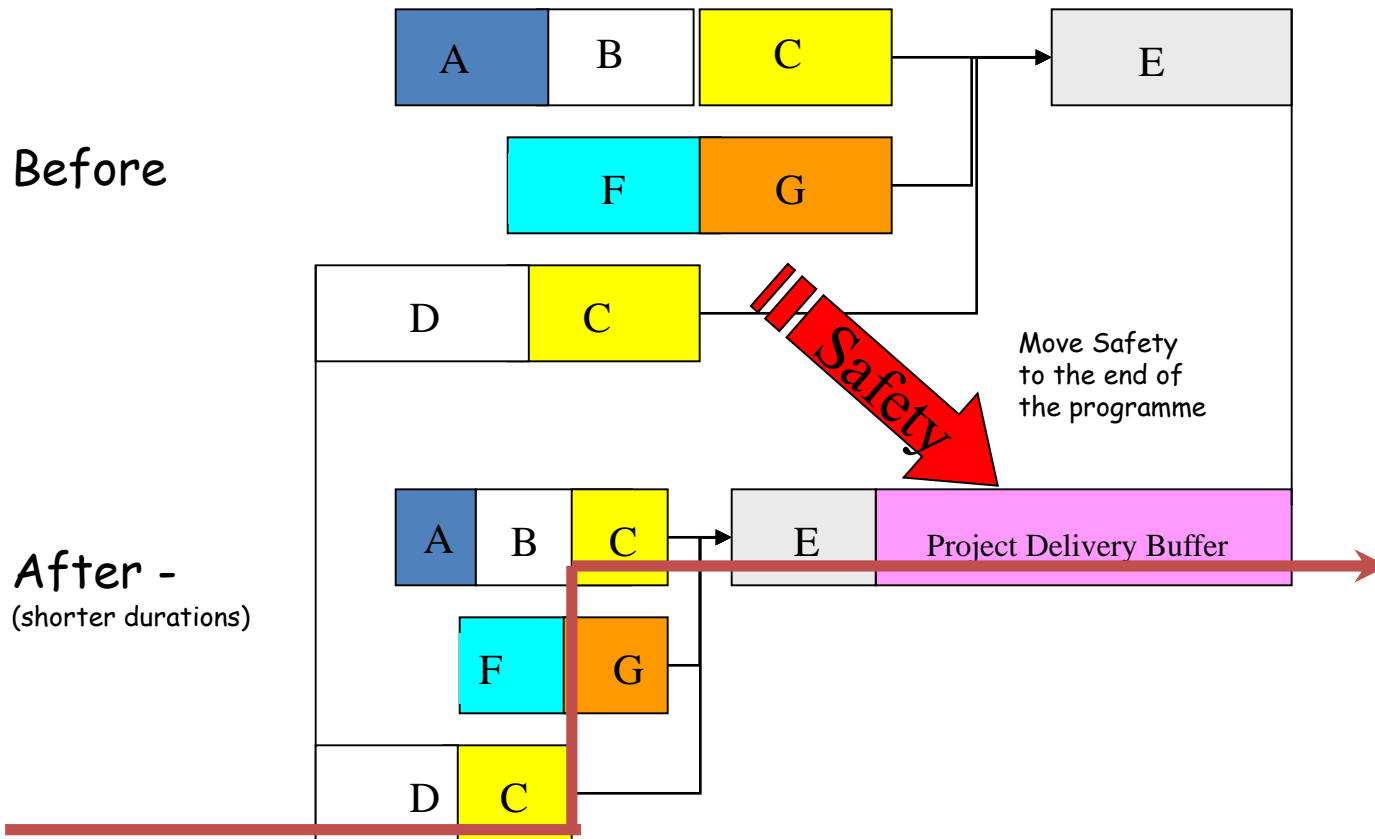 A B C E
Before
F G
D C
Safety
Move Safety
to the end of
the programme
A B C E Project Delivery Buffer
After -
(shorter durations)
F G
D C